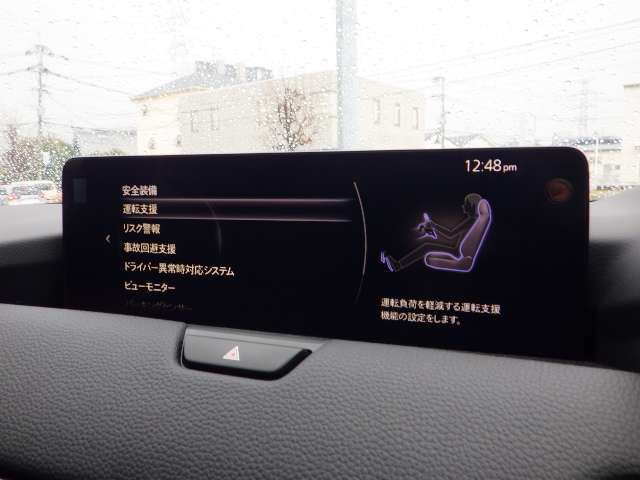 12:48pm
安全装備
運転支援
リスク警報
事故回避支援
ドライバー異常時対応システム
ビューモニター
運転負荷を軽減する運転支援
機能の設定をします。